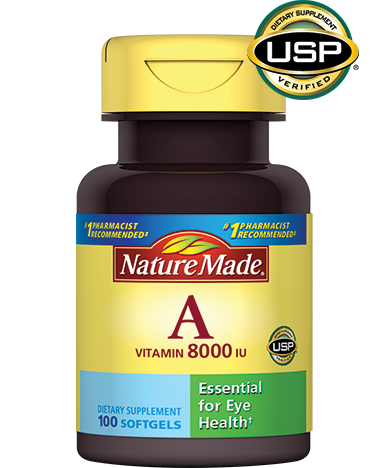 DIETARY SUPPLEMENT
USP
VERIFIED
®
#1 PHARMACIST
RECOMMENDED‡
#1 PHARMACIST
RECOMMENDED‡
Nature Made®
A
VITAMIN 8000 IU
USP
DIETARY SUPPLEMENT
100 SOFTGELS
Essential
for Eye
Health†